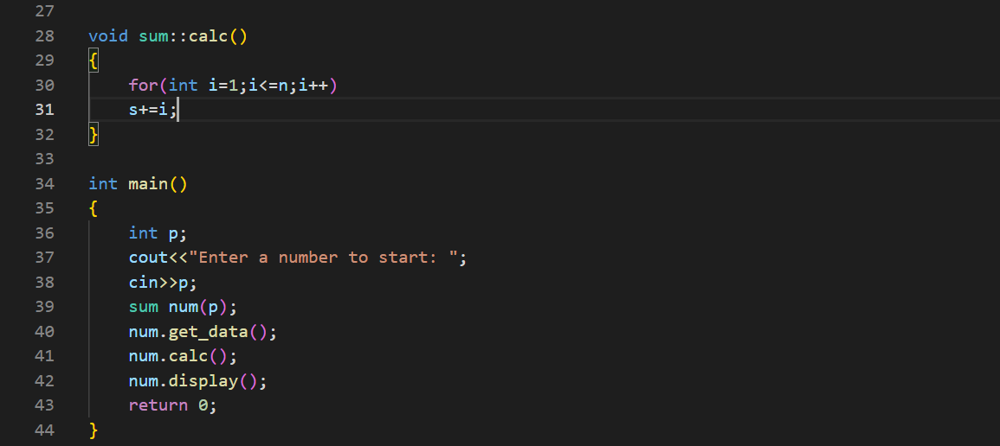 27
28 void sum::calc()
29 {
30     for(int i=1;i<=n;i++)
31     s+=i;
32 }
33
34 int main()
35 {
36     int p;
37     cout<<"Enter a number to start: ";
38     cin>>p;
39     sum num(p);
40     num.get_data();
41     num.calc();
42     num.display();
43     return 0;
44 }